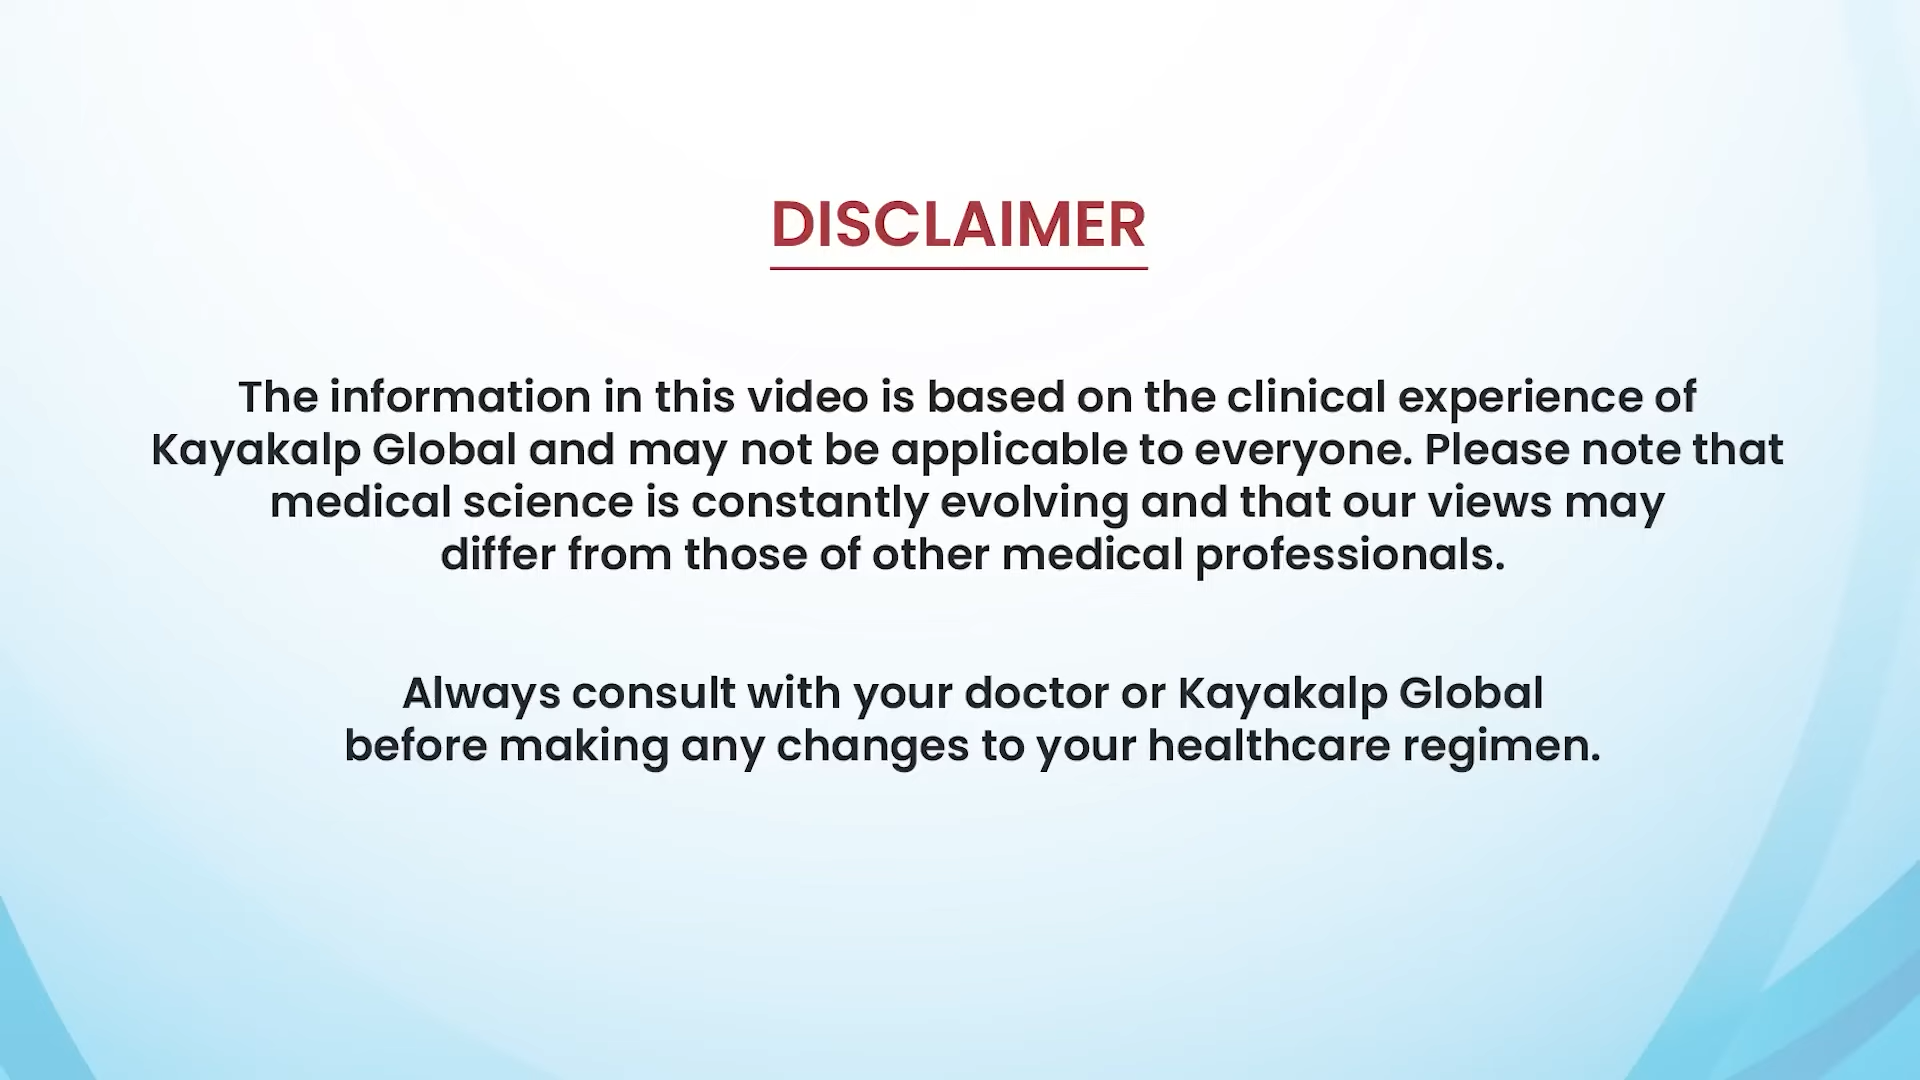 DISCLAIMER
The information in this video is based on the clinical experience of
Kayakalp Global and may not be applicable to everyone. Please note that
medical science is constantly evolving and that our views may
differ from those of other medical professionals.
Always consult with your doctor or Kayakalp Global
before making any changes to your healthcare regimen.